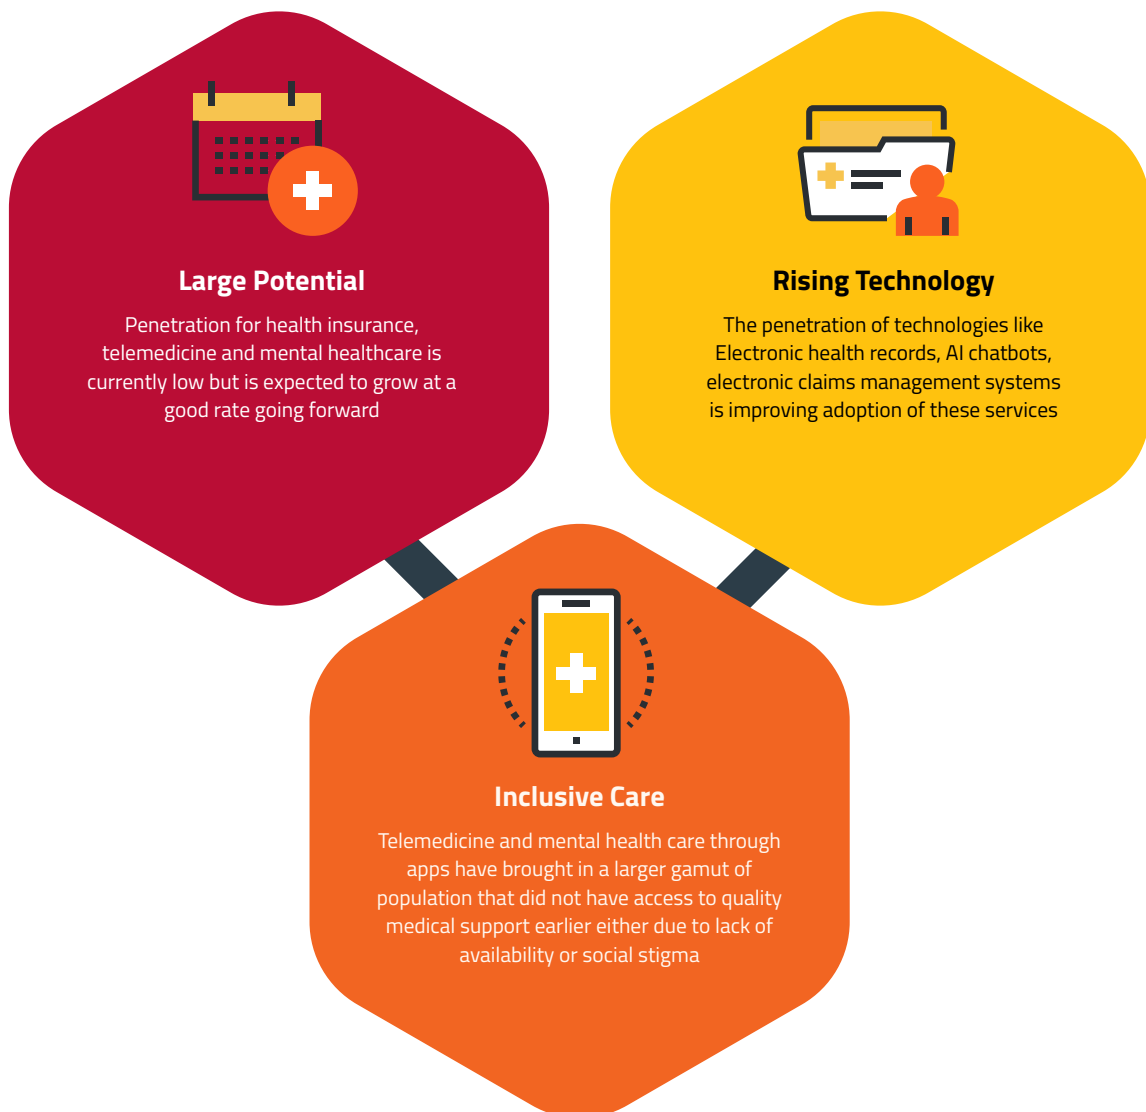 Large Potential
Penetration for health insurance,
telemedicine and mental healthcare is
currently low but is expected to grow at a
good rate going forward
Rising Technology
The penetration of technologies like
Electronic health records, AI chatbots,
electronic claims management systems
is improving adoption of these services
Inclusive Care
Telemedicine and mental health care through
apps have brought in a larger gamut of
population that did not have access to quality
medical support earlier either due to lack of
availability or social stigma